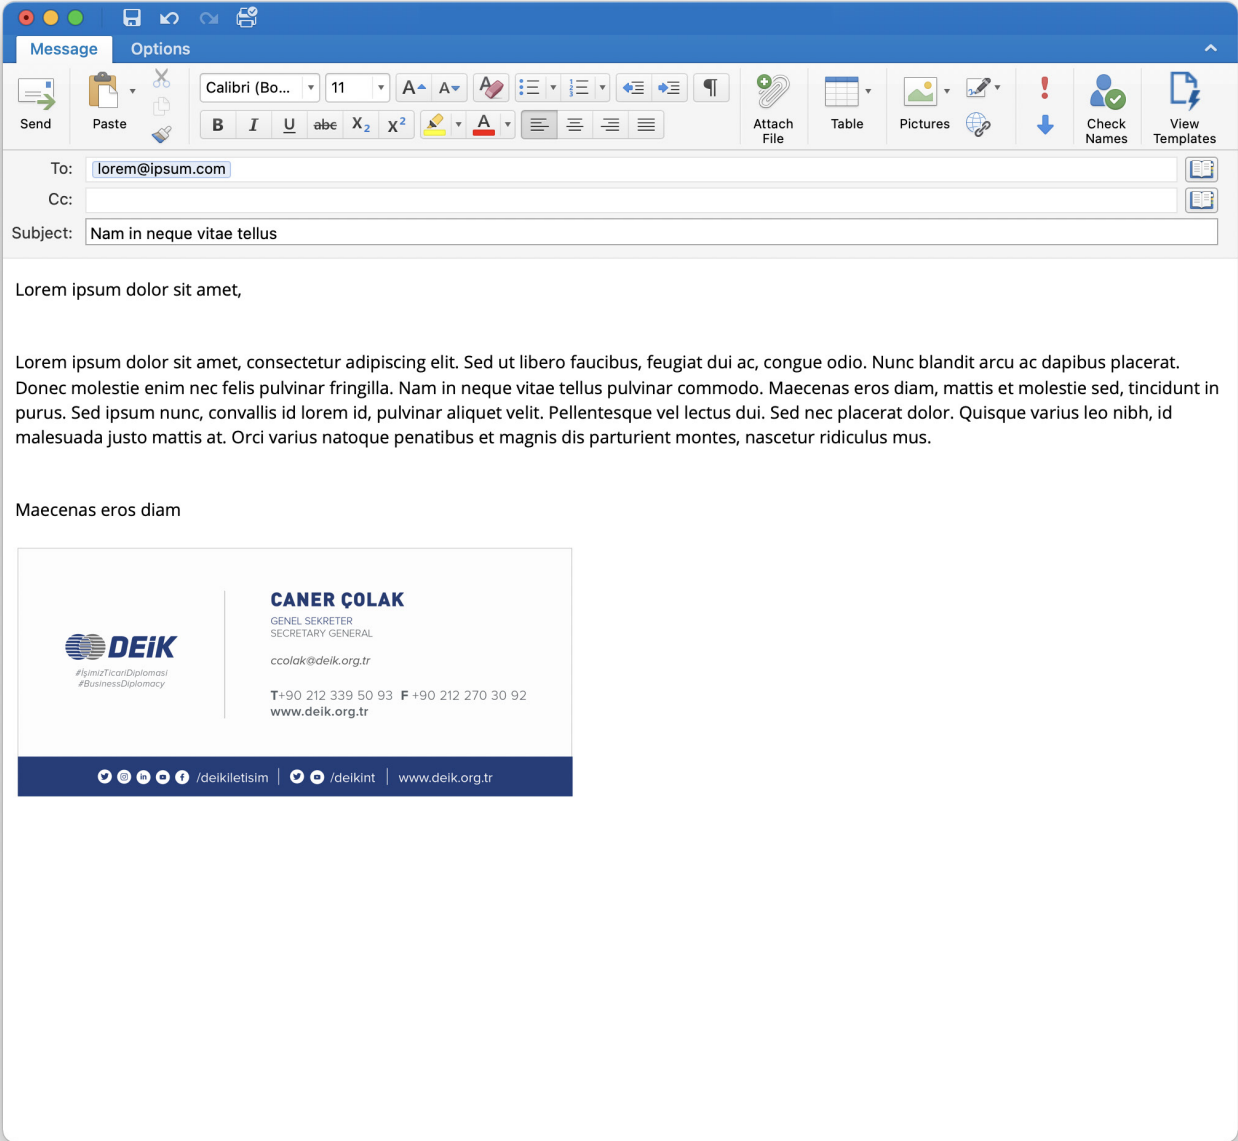 Message Options
Send
Paste
Calibri (Bo... 11 A A
B I U abc X2 X2 A
Attach File
Table
Pictures
Check Names
View Templates
To: lorem@ipsum.com
Cc:
Subject: Nam in neque vitae tellus
Lorem ipsum dolor sit amet,
Lorem ipsum dolor sit amet, consectetur adipiscing elit. Sed ut libero faucibus, feugiat dui ac, congue odio. Nunc blandit arcu ac dapibus placerat.
Donec molestie enim nec felis pulvinar fringilla. Nam in neque vitae tellus pulvinar commodo. Maecenas eros diam, mattis et molestie sed, tincidunt in
purus. Sed ipsum nunc, convallis id lorem id, pulvinar aliquet velit. Pellentesque vel lectus dui. Sed nec placerat dolor. Quisque varius leo nibh, id
malesuada justo mattis at. Orci varius natoque penatibus et magnis dis parturient montes, nascetur ridiculus mus.
Maecenas eros diam
DEiK
#İşimizTicariDiplomasi
#BusinessDiplomacy
CANER ÇOLAK
GENEL SEKRETER
SECRETARY GENERAL
ccolak@deik.org.tr
T+90 212 339 50 93 F +90 212 270 30 92
www.deik.org.tr
/deikiletisim | /deikint | www.deik.org.tr